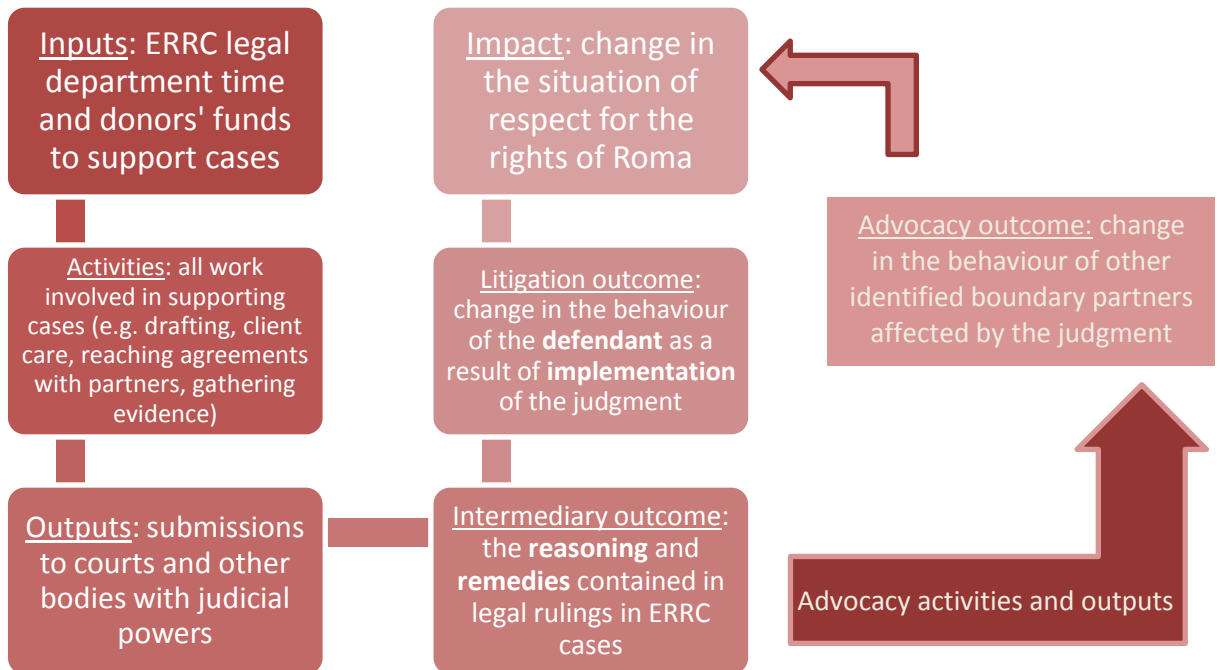 Inputs: ERRC legal
department time
and donors' funds
to support cases
Activities: all work
involved in supporting
cases (e.g. drafting, client
care, reaching agreements
with partners, gathering
evidence)
Outputs: submissions
to courts and other
bodies with judicial
powers
Intermediary outcome:
the reasoning and
remedies contained in
legal rulings in ERRC
cases
Litigation outcome:
change in the behaviour
of the defendant as a
result of implementation
of the judgment
Impact: change in
the situation of
respect for the
rights of Roma
Advocacy activities and outputs
Advocacy outcome: change
in the behaviour of other
identified boundary partners
affected by the judgment